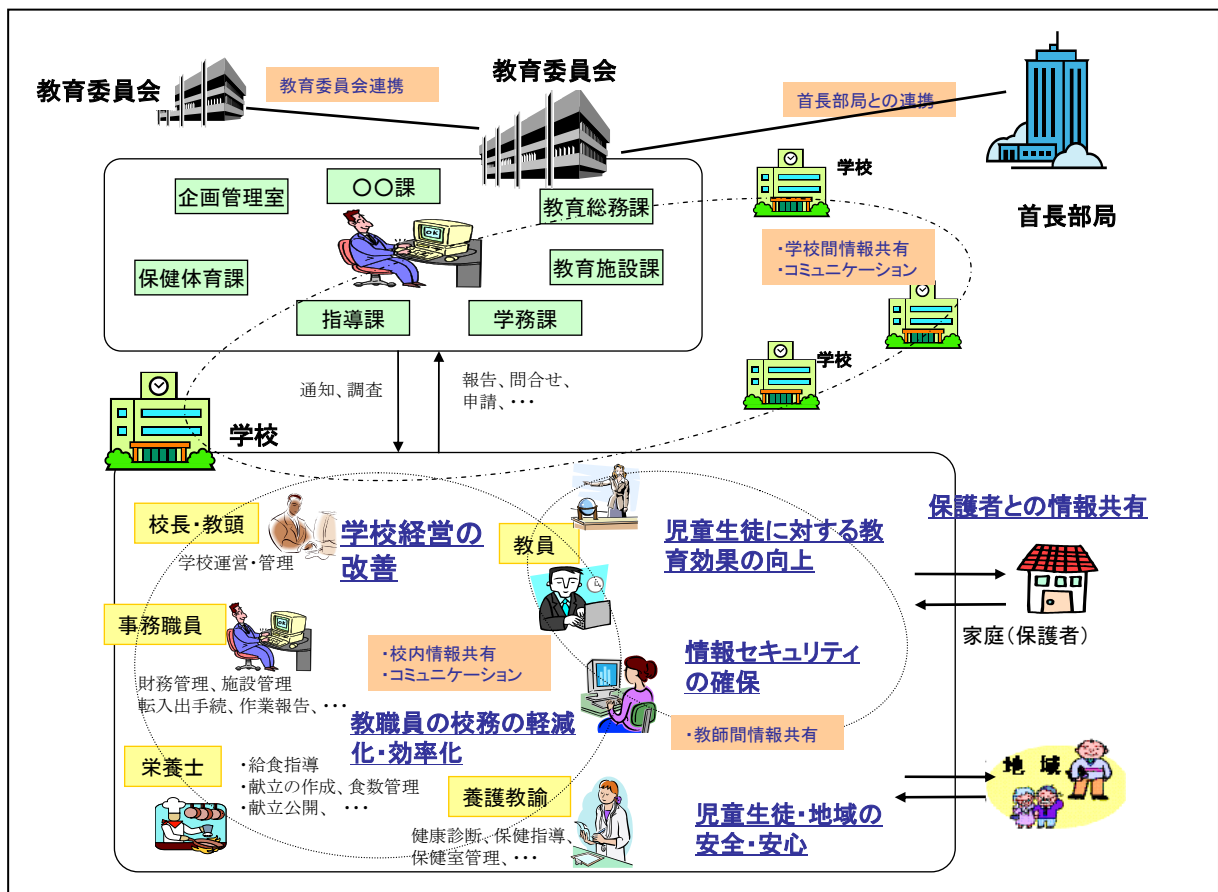 教育委員会
教育委員会連携
教育委員会
首長部局との連携
首長部局
企画管理室
〇〇課
教育総務課
保健体育課
教育施設課
指導課
学務課
OK
学校
・学校間情報共有
・コミュニケーション
学校
通知、調査
報告、問合せ、
申請、・・・
学校
校長・教頭
学校運営・管理
学校経営の
改善
教員
児童生徒に対する教
育効果の向上
保護者との情報共有
家庭（保護者）
事務職員
財務管理、施設管理
転入出手続、作業報告、・・・
・校内情報共有
・コミュニケーション
情報セキュリティ
の確保
・教師間情報共有
教職員の校務の軽減
化・効率化
栄養士
・給食指導
・献立の作成、食数管理
・献立公開、 ・・・
養護教諭
健康診断、保健指導、
保健室管理、・・・
児童生徒・地域の
安全・安心
地 域